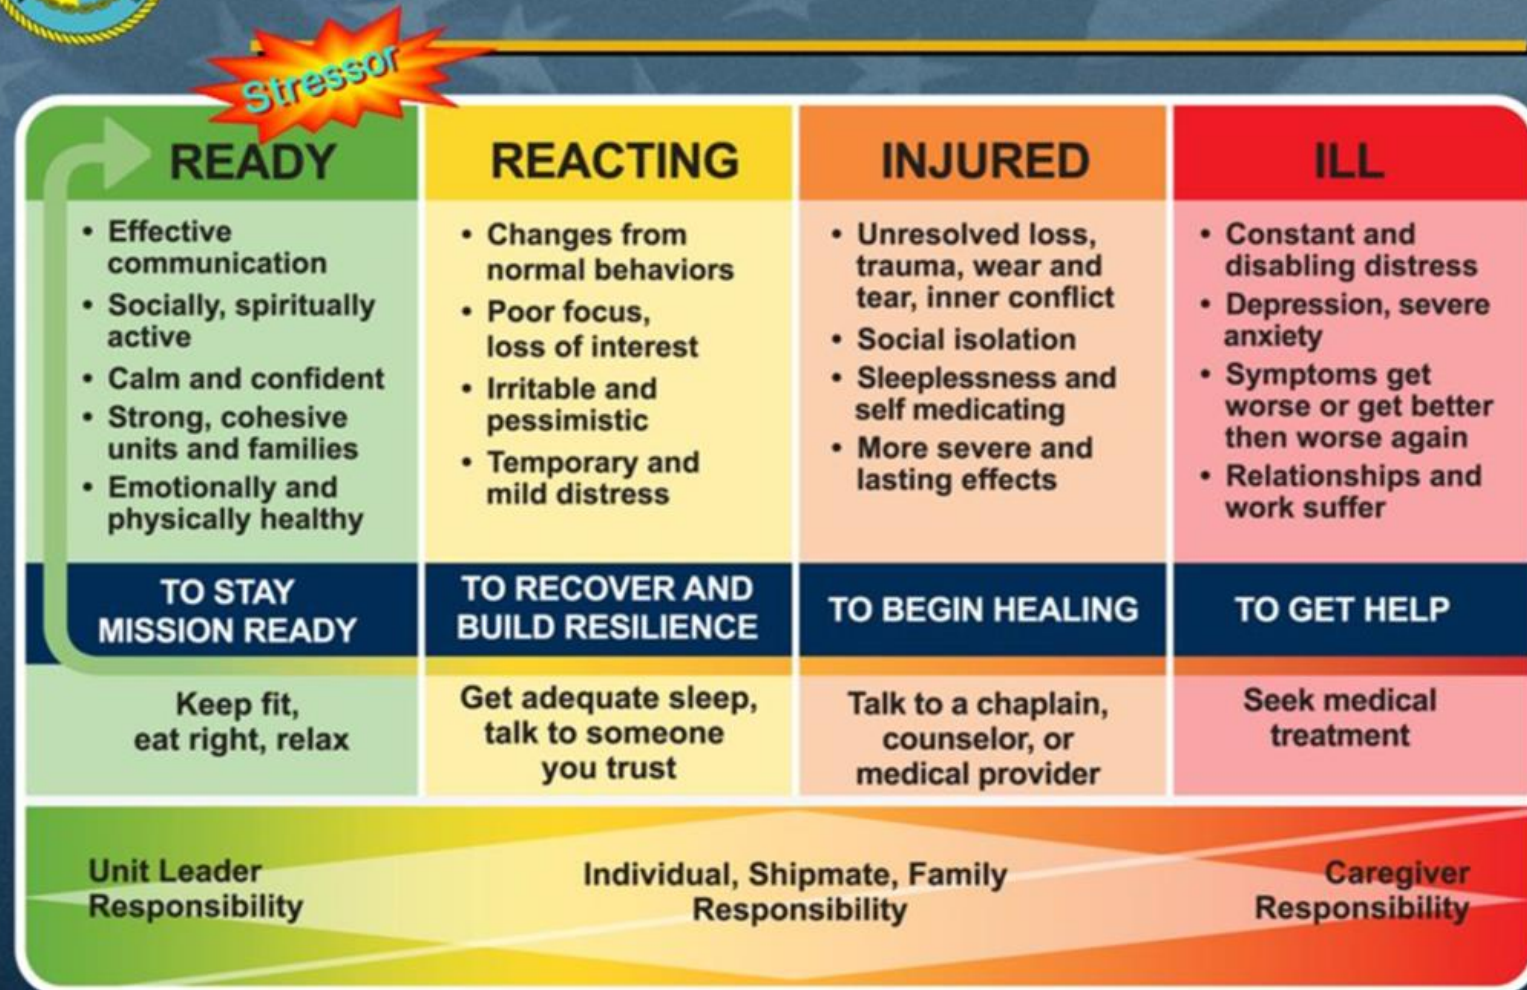 Stressor
READY
• Effective
communication
• Socially, spiritually
active
• Calm and confident
• Strong, cohesive
units and families
• Emotionally and
physically healthy
REACTING
• Changes from
normal behaviors
• Poor focus,
loss of interest
• Irritable and
pessimistic
• Temporary and
mild distress
INJURED
• Unresolved loss,
trauma, wear and
tear, inner conflict
• Social isolation
• Sleeplessness and
self medicating
• More severe and
lasting effects
ILL
• Constant and
disabling distress
• Depression, severe
anxiety
• Symptoms get
worse or get better
then worse again
• Relationships and
work suffer
TO STAY
MISSION READY
TO RECOVER AND
BUILD RESILIENCE
TO BEGIN HEALING
TO GET HELP
Keep fit,
eat right, relax
Get adequate sleep,
talk to someone
you trust
Talk to a chaplain,
counselor, or
medical provider
Seek medical
treatment
Unit Leader
Responsibility
Individual, Shipmate, Family
Responsibility
Caregiver
Responsibility